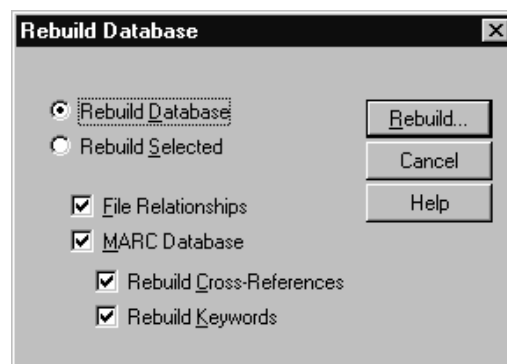 Rebuild Database
Rebuild Database
Rebuild Selected
Rebuild...
Cancel
Help
File Relationships
MARC Database
Rebuild Cross-References
Rebuild Keywords